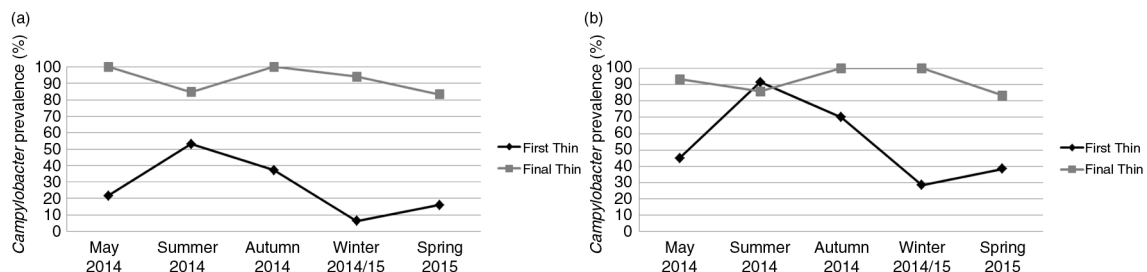 (a)
Campylobacter prevalence (%)
100
90
80
70
60
50
40
30
20
10
0
May 2014
Summer 2014
Autumn 2014
Winter 2014/15
Spring 2015
First Thin
Final Thin
(b)
Campylobacter prevalence (%)
100
90
80
70
60
50
40
30
20
10
0
May 2014
Summer 2014
Autumn 2014
Winter 2014/15
Spring 2015
First Thin
Final Thin